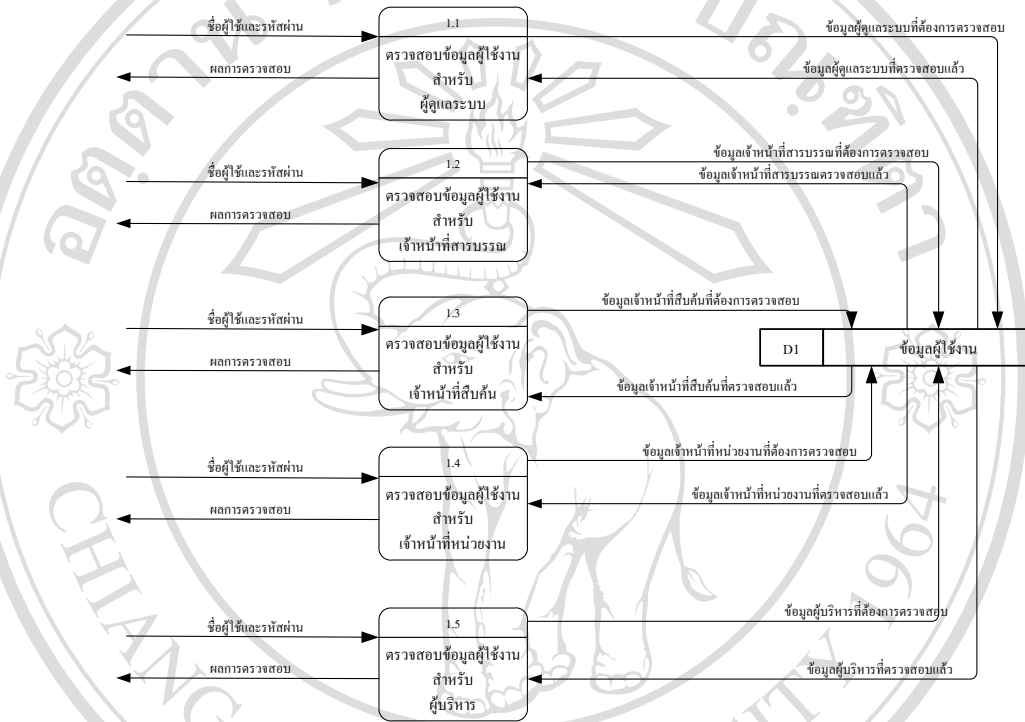 ชื่อผู้ใช้และรหัสผ่าน
ผลการตรวจสอบ
1.1
ตรวจสอบข้อมูลผู้ใช้งาน
สำหรับ
ผู้ดูแลระบบ
ข้อมูลผู้ดูแลระบบที่ต้องการตรวจสอบ
ข้อมูลผู้ดูแลระบบที่ตรวจสอบแล้ว
ชื่อผู้ใช้และรหัสผ่าน
ผลการตรวจสอบ
1.2
ตรวจสอบข้อมูลผู้ใช้งาน
สำหรับ
เจ้าหน้าที่สารบรรณ
ข้อมูลเจ้าหน้าที่สารบรรณที่ต้องการตรวจสอบ
ข้อมูลเจ้าหน้าที่สารบรรณตรวจสอบแล้ว
ชื่อผู้ใช้และรหัสผ่าน
ผลการตรวจสอบ
1.3
ตรวจสอบข้อมูลผู้ใช้งาน
สำหรับ
เจ้าหน้าที่สืบค้น
ข้อมูลเจ้าหน้าที่สืบค้นที่ต้องการตรวจสอบ
D1
ข้อมูลผู้ใช้งาน
ข้อมูลเจ้าหน้าที่สืบค้นที่ตรวจสอบแล้ว
ชื่อผู้ใช้และรหัสผ่าน
ผลการตรวจสอบ
1.4
ตรวจสอบข้อมูลผู้ใช้งาน
สำหรับ
เจ้าหน้าที่หน่วยงาน
ข้อมูลเจ้าหน้าที่หน่วยงานที่ต้องการตรวจสอบ
ข้อมูลเจ้าหน้าที่หน่วยงานที่ตรวจสอบแล้ว
ชื่อผู้ใช้และรหัสผ่าน
ผลการตรวจสอบ
1.5
ตรวจสอบข้อมูลผู้ใช้งาน
สำหรับ
ผู้บริหาร
ข้อมูลผู้บริหารที่ต้องการตรวจสอบ
ข้อมูลผู้บริหารที่ตรวจสอบแล้ว
CHIANG
1964